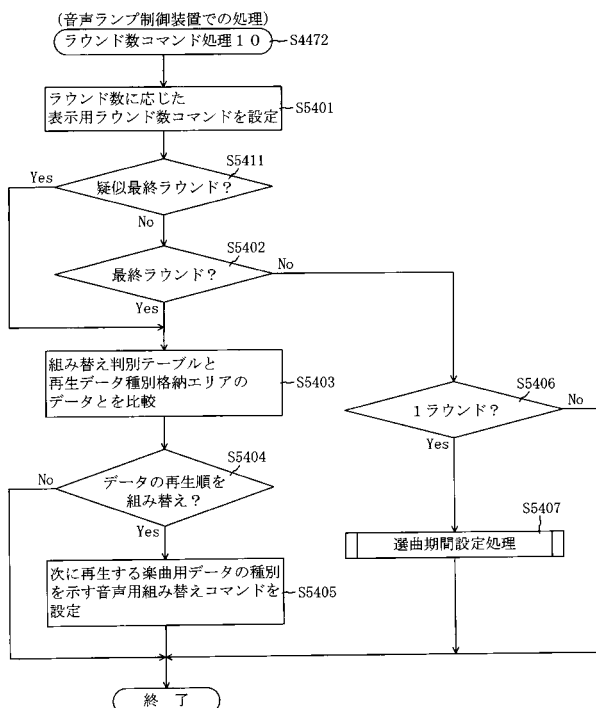 (音声ランプ制御装置での処理)
ラウンド数コマンド処理10
S4472
ラウンド数に応じた
表示用ラウンド数コマンドを設定
S5401
S5411
Yes
疑似最終ラウンド?
No
S5402
最終ラウンド?
No
Yes
組み替え判別テーブルと
再生データ種別格納エリアの
データとを比較
S5403
S5406
1ラウンド?
No
Yes
S5404
No
データの再生順を
組み替え?
Yes
S5407
選曲期間設定処理
次に再生する楽曲用データの種別
を示す音声用組み替えコマンドを
設定
S5405
終了